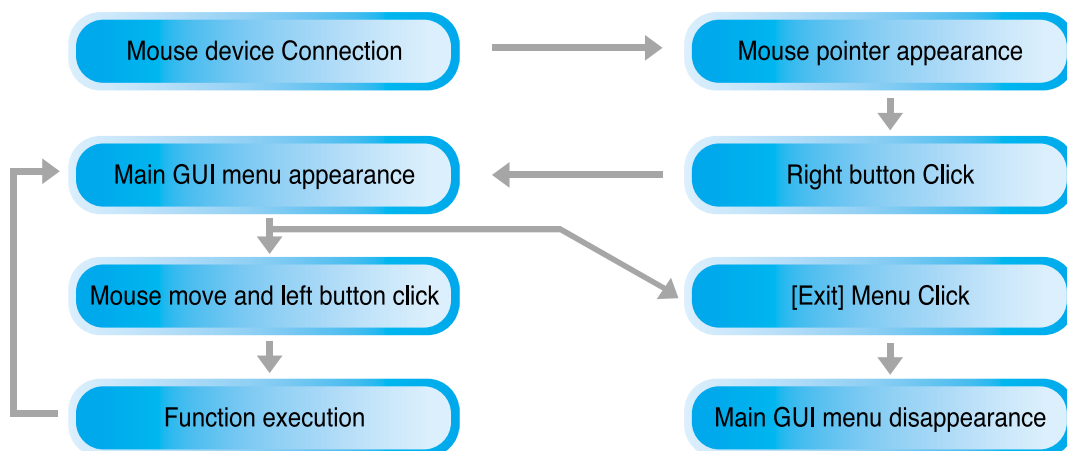 Mouse device Connection
Mouse pointer appearance
Main GUI menu appearance
Right button Click
Mouse move and left button click
[Exit] Menu Click
Function execution
Main GUI menu disappearance